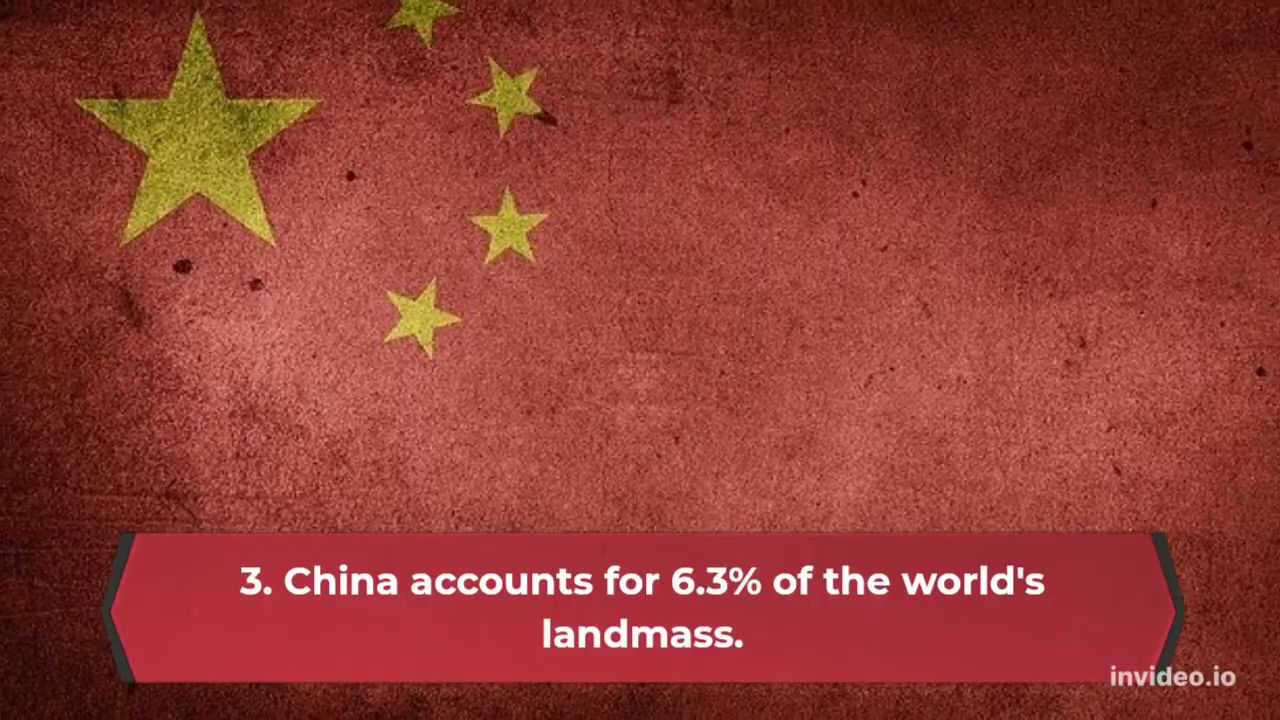 3. China accounts for 6.3% of the world's
landmass.
invideo.io